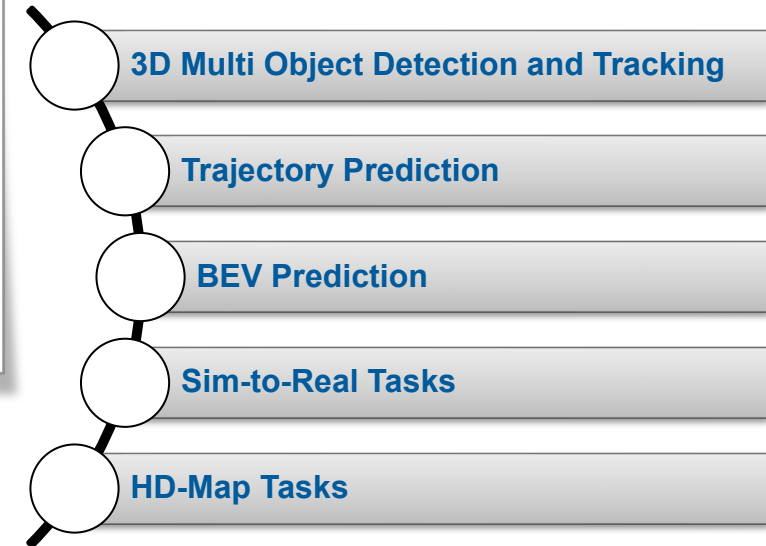 3D Multi Object Detection and Tracking
Trajectory Prediction
BEV Prediction
Sim-to-Real Tasks
HD-Map Tasks